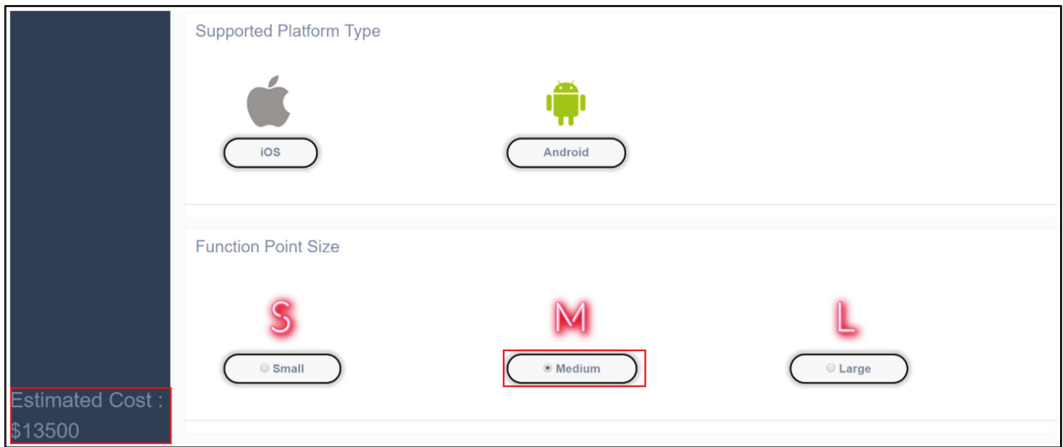 Supported Platform Type
iOS
Android
Function Point Size
S
M
L
Small
Medium
Large
Estimated Cost :
$13500